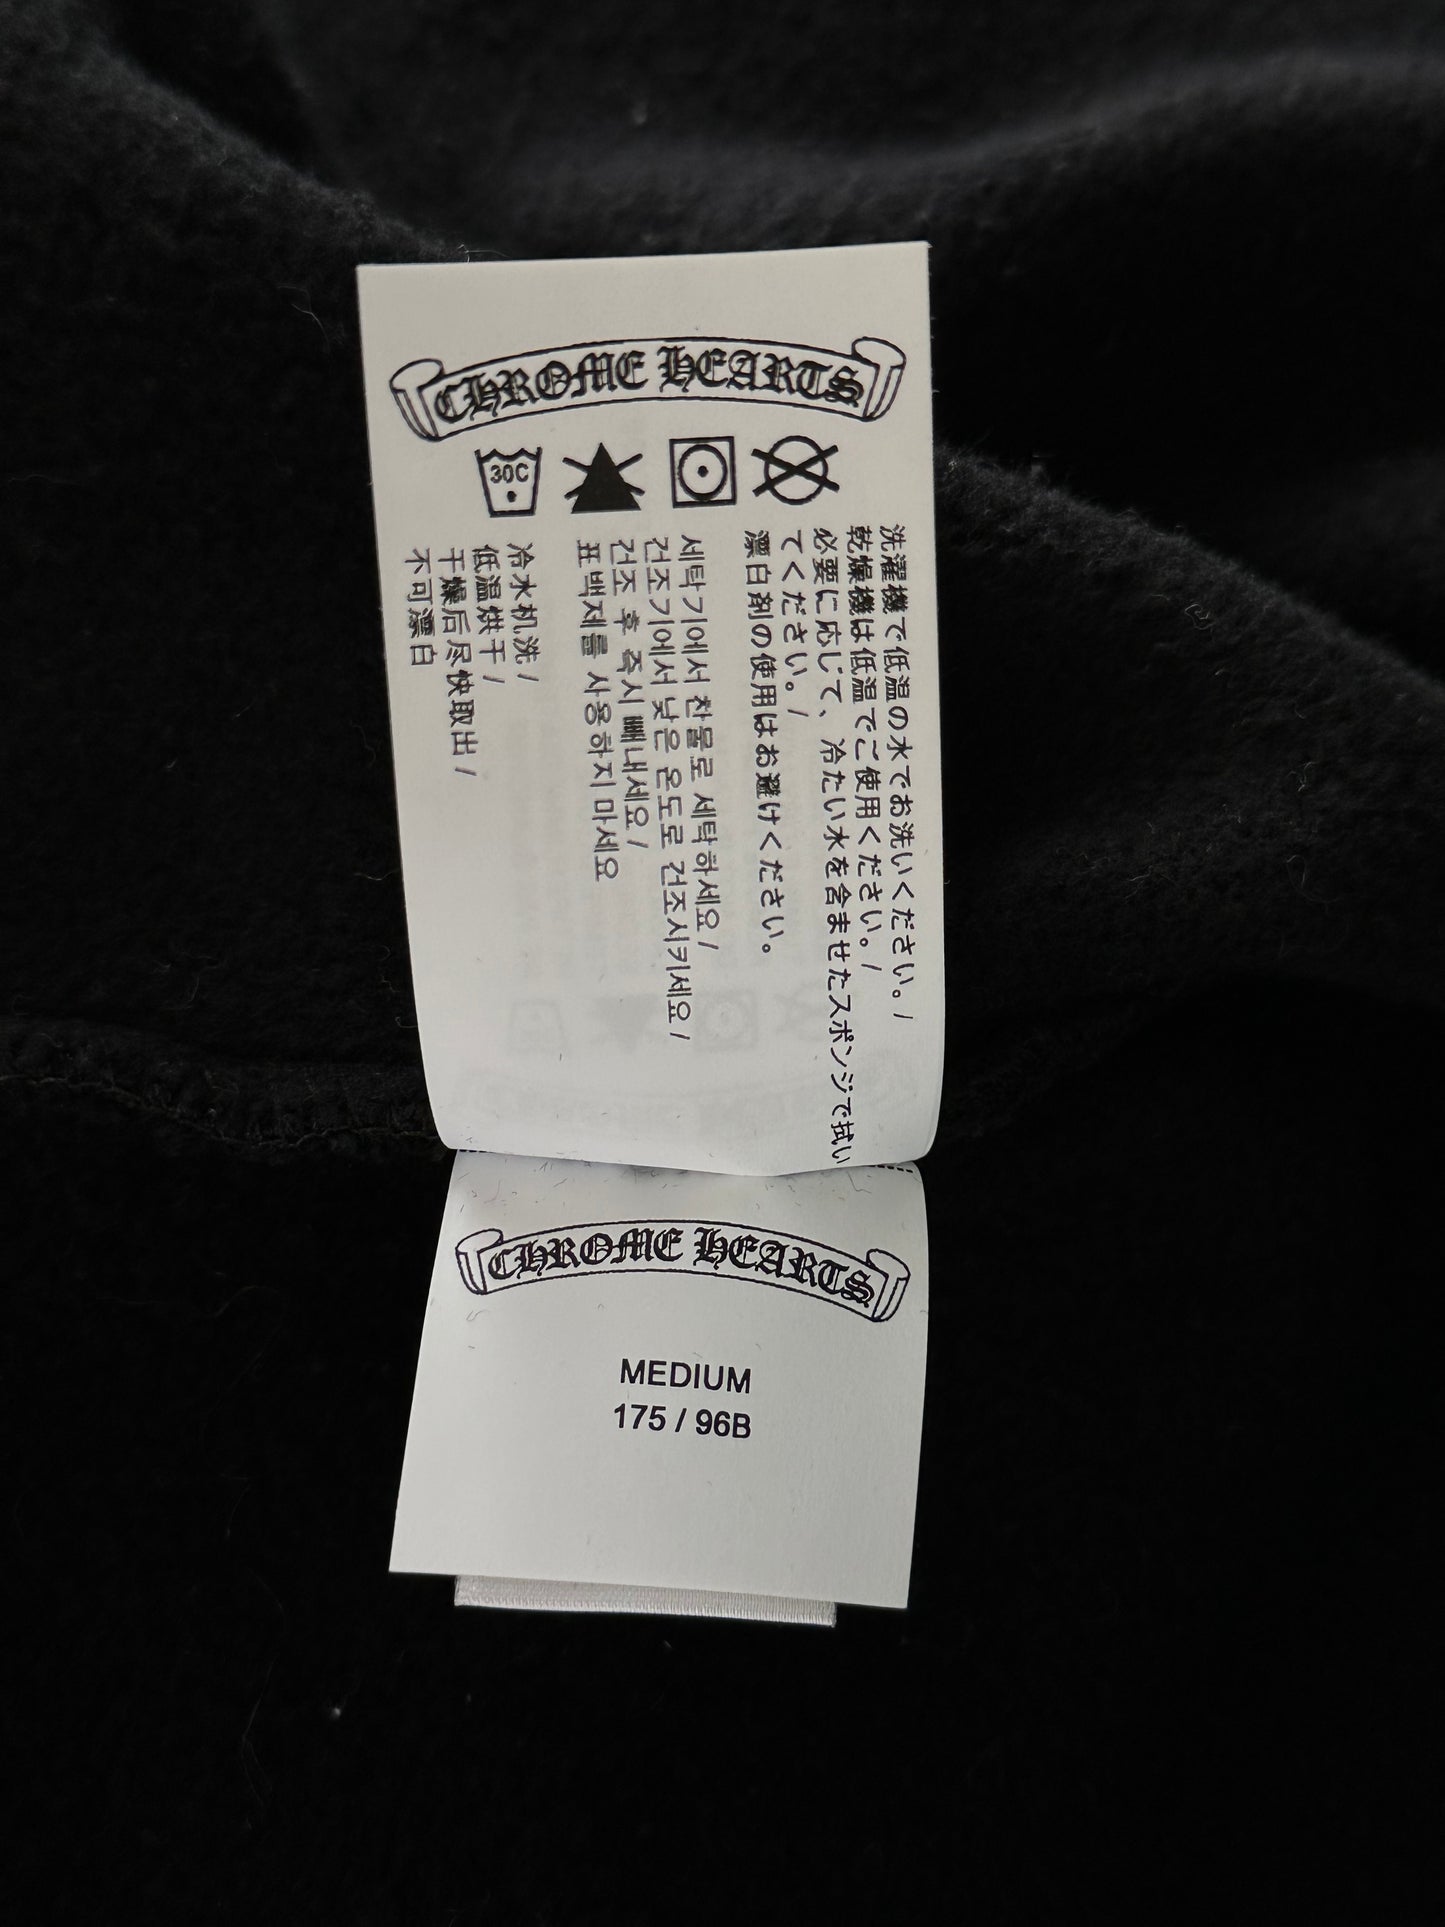 CHROME HEARTS
30C
洗濯機で低温の水でお洗いください。/
乾燥機は低温でご使用ください。/
必要に応じて、冷たい水を含ませたスポンジで拭い
てください。/
漂白剤の使用はお避けください。
세탁기에서 찬물로 세탁하세요/
건조기에서 낮은 온도로 건조시키세요/
건조 후 즉시 빼내세요/
표백제를 사용하지 마세요
冷水机洗/
低温烘干/
干燥后尽快取出/
不可漂白
CHROME HEARTS
MEDIUM
175 / 96B